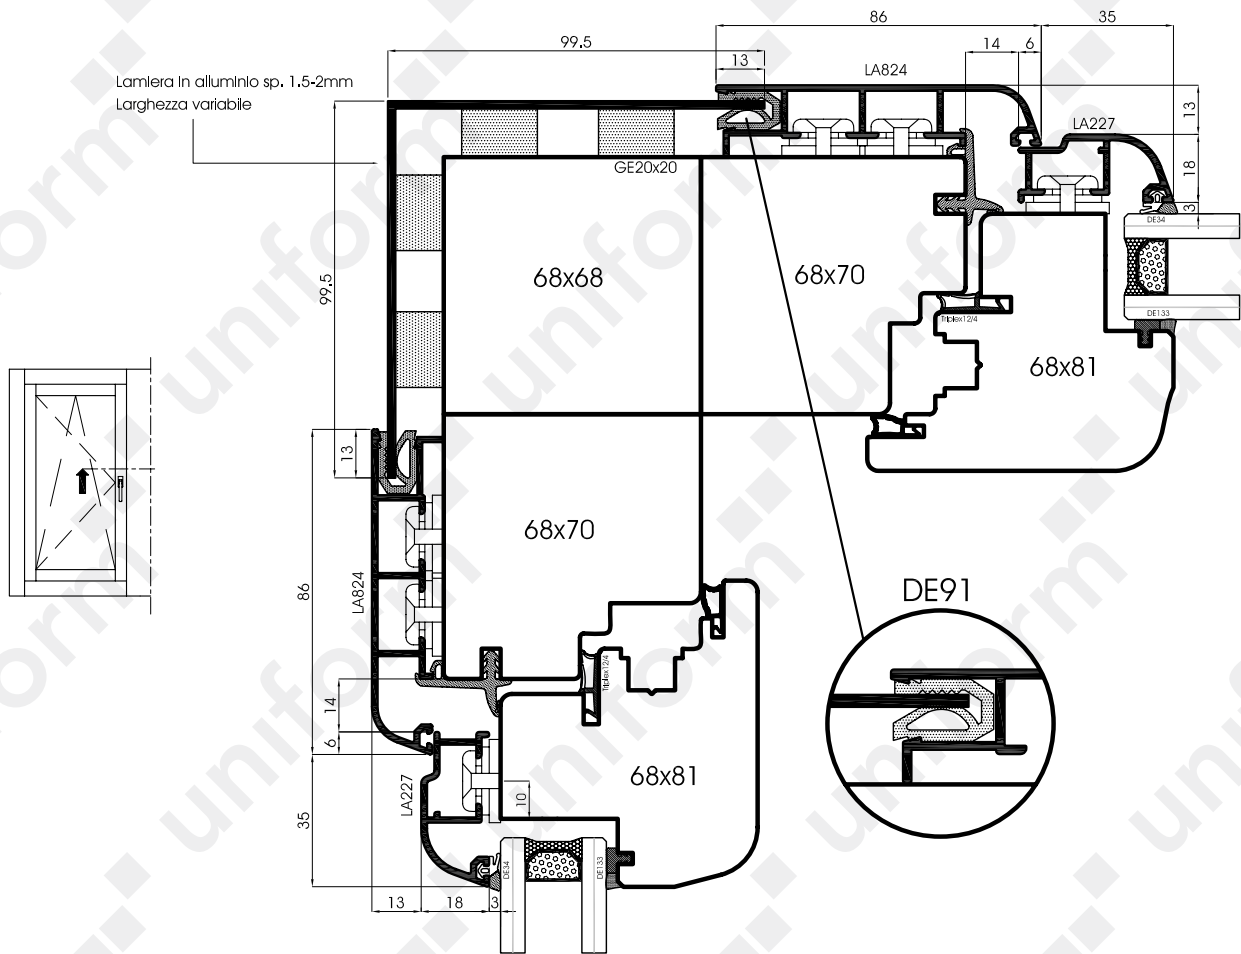 86
35
99.5
14
6
13
LA824
Lamiera in alluminio sp. 1.5-2mm
Larghezza variabile
13
LA227
GE20x20
18
3
DE34
68x68
68x70
99.5
DE133
Triplex12/4
68x81
13
68x70
86
LA824
DE91
Triplex12/4
14
6
68x81
LA227
10
35
DE34
DE133
13
18
3
uniform